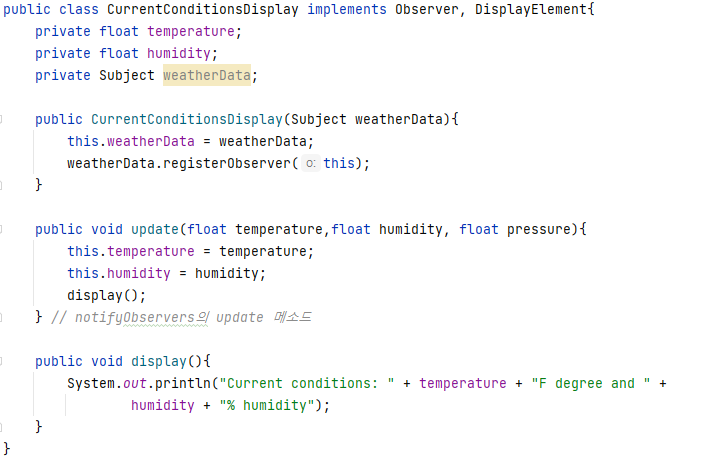 public class CurrentConditionsDisplay implements Observer, DisplayElement{
    private float temperature;
    private float humidity;
    private Subject weatherData;

    public CurrentConditionsDisplay(Subject weatherData){
        this.weatherData = weatherData;
        weatherData.registerObserver( o: this);
    }

    public void update(float temperature,float humidity, float pressure){
        this.temperature = temperature;
        this.humidity = humidity;
        display();
    } // notifyObservers의 update 메소드

    public void display(){
        System.out.println("Current conditions: " + temperature + "F degree and " +
                humidity + "% humidity");
    }
}